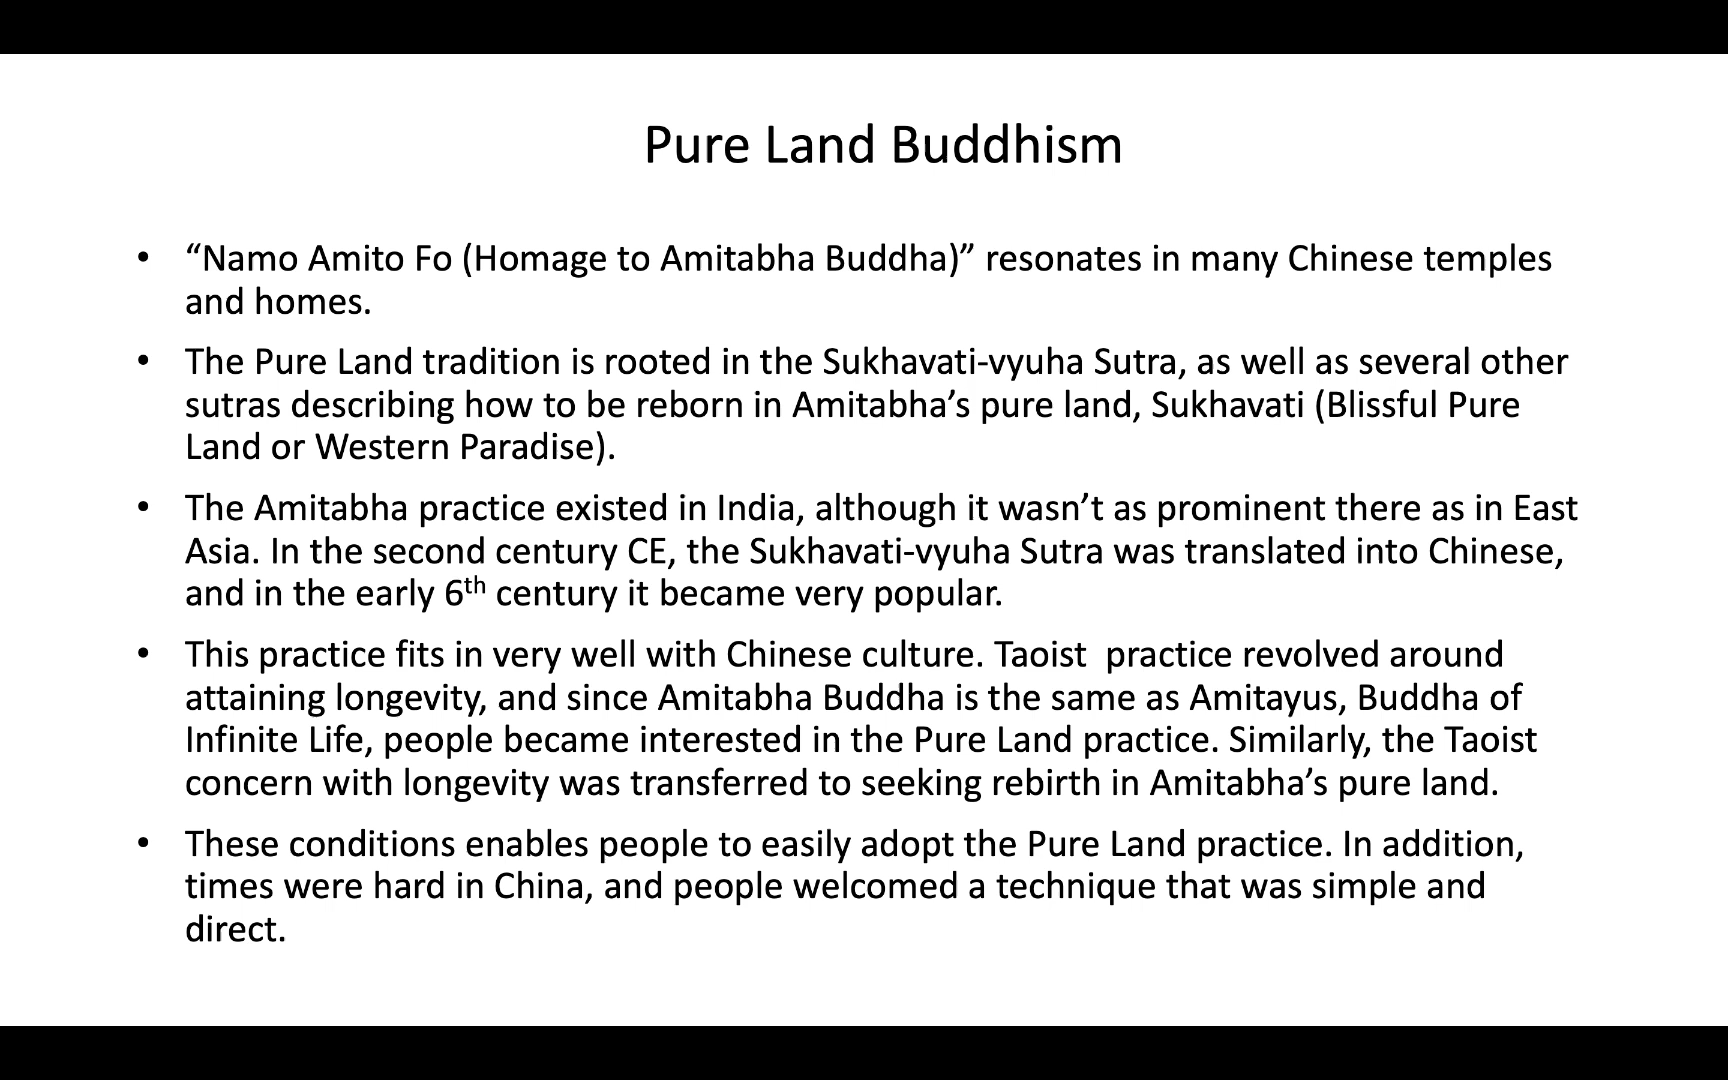 Pure Land Buddhism
• “Namo Amito Fo (Homage to Amitabha Buddha)” resonates in many Chinese temples
and homes.
• The Pure Land tradition is rooted in the Sukhavati-vyuha Sutra, as well as several other
sutras describing how to be reborn in Amitabha’s pure land, Sukhavati (Blissful Pure
Land or Western Paradise).
• The Amitabha practice existed in India, although it wasn’t as prominent there as in East
Asia. In the second century CE, the Sukhavati-vyuha Sutra was translated into Chinese,
and in the early 6th century it became very popular.
• This practice fits in very well with Chinese culture. Taoist  practice revolved around
attaining longevity, and since Amitabha Buddha is the same as Amitayus, Buddha of
Infinite Life, people became interested in the Pure Land practice. Similarly, the Taoist
concern with longevity was transferred to seeking rebirth in Amitabha’s pure land.
• These conditions enables people to easily adopt the Pure Land practice. In addition,
times were hard in China, and people welcomed a technique that was simple and
direct.